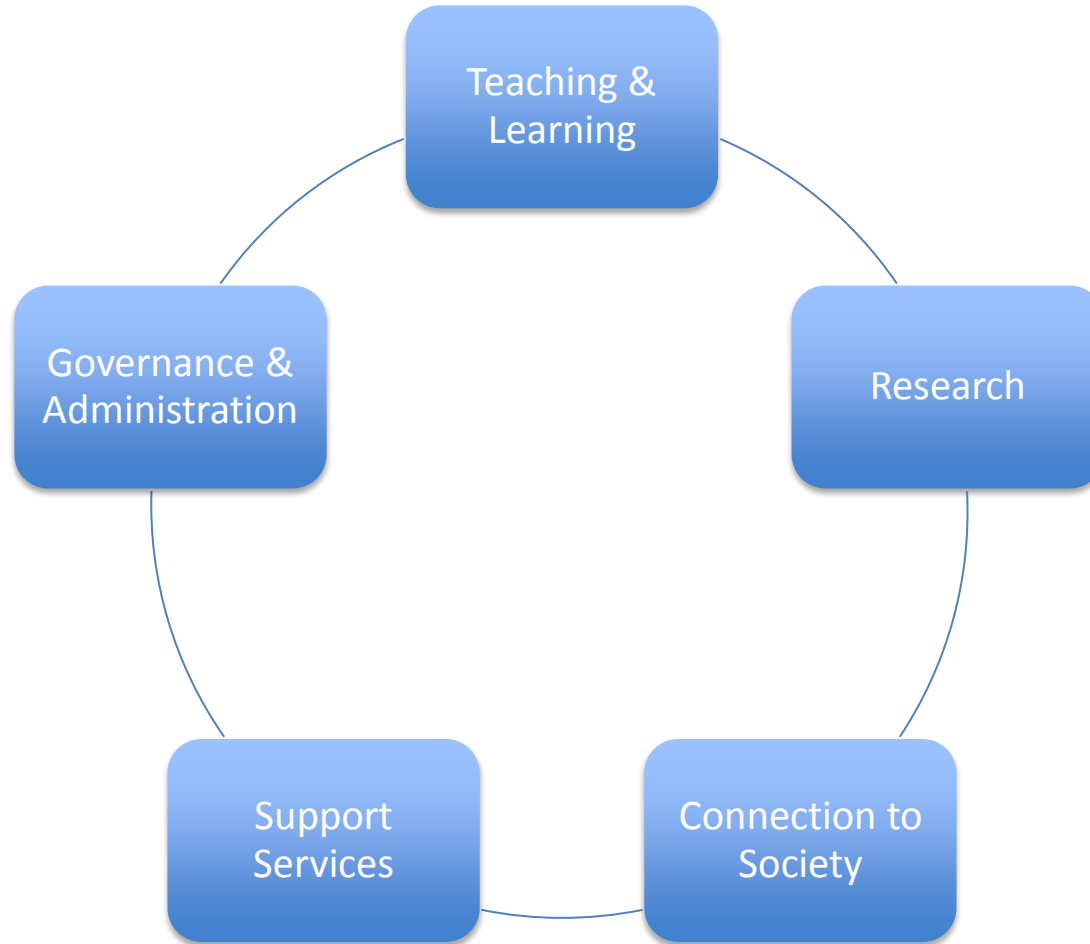 Teaching &
Learning
Governance &
Administration
Research
Support
Services
Connection to
Society